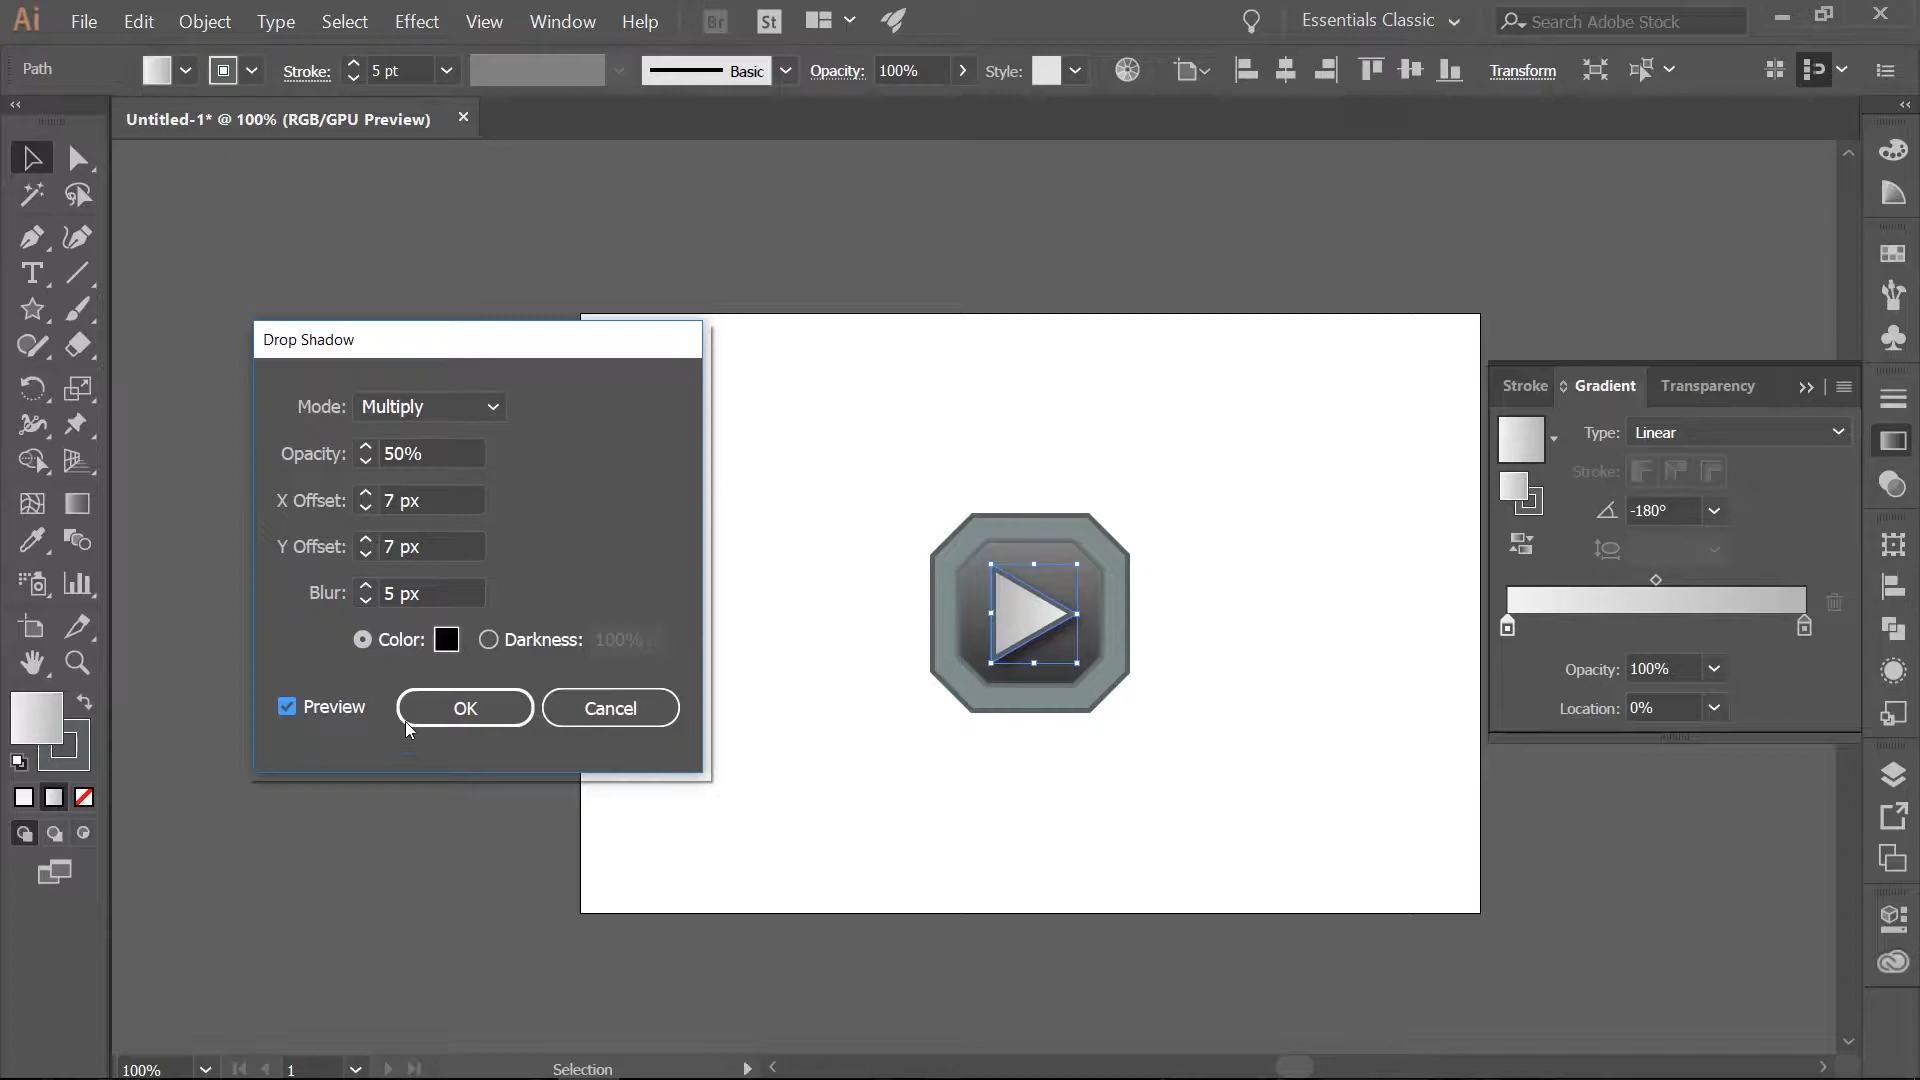 Ai File Edit Object Type Select Effect View Window Help Br St Essentials Classic Search Adobe Stock
Path Stroke: 5 pt Basic Opacity: 100% Style: Transform
Untitled-1* @ 100% (RGB/GPU Preview)
Drop Shadow
Mode: Multiply
Opacity: 50%
X Offset: 7 px
Y Offset: 7 px
Blur: 5 px
Color: Darkness: 100%
Preview OK Cancel
Stroke Gradient Transparency
Type: Linear
Stroke:
-180°
Opacity: 100%
Location: 0%
100% 1 Selection